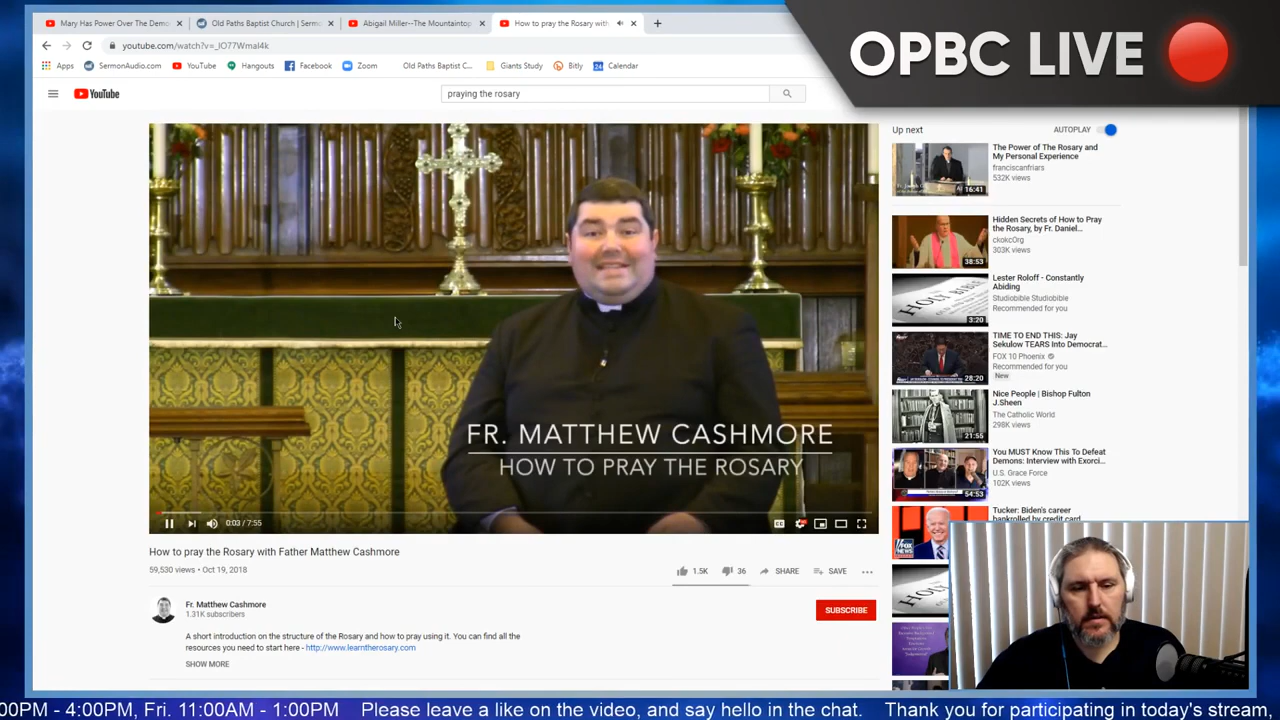 Mary Has Power Over The Demo
Old Paths Baptist Church | Sermo
Abigail Miller--The Mountaintop
How to pray the Rosary with
OPBC LIVE
youtube.com/watch?v=_IO77Wmal4k
Apps
SermonAudio.com
YouTube
Hangouts
Facebook
Zoom
Old Paths Baptist C...
Giants Study
Bitly
24
Calendar
YouTube
praying the rosary
Up next
AUTOPLAY
The Power of The Rosary and
My Personal Experience
franciscanfriars
532K views
16:41
Hidden Secrets of How to Pray
the Rosary, by Fr. Daniel...
ckokcOrg
303K views
38:53
Lester Roloff - Constantly
Abiding
Studiobible Studiobible
Recommended for you
HOLY BIBLE
3:20
TIME TO END THIS: Jay
Sekulow TEARS Into Democrat...
FOX 10 Phoenix
Recommended for you
New
28:20
Nice People | Bishop Fulton
J.Sheen
The Catholic World
298K views
21:55
You MUST Know This To Defeat
Demons: Interview with Exorci...
U.S. Grace Force
102K views
54:53
Tucker: Biden's career
bankrolled by credit card
FOX NEWS
FR. MATTHEW CASHMORE
HOW TO PRAY THE ROSARY
0:03 / 7:55
How to pray the Rosary with Father Matthew Cashmore
59,530 views • Oct 19, 2018
1.5K
36
SHARE
SAVE
Fr. Matthew Cashmore
1.31K subscribers
SUBSCRIBE
A short introduction on the structure of the Rosary and how to pray using it. You can find all the
resources you need to start here - http://www.learntherosary.com
SHOW MORE
00PM - 4:00PM, Fri. 11:00AM - 1:00PM Please leave a like on the video, and say hello in the chat. Thank you for participating in today's stream.